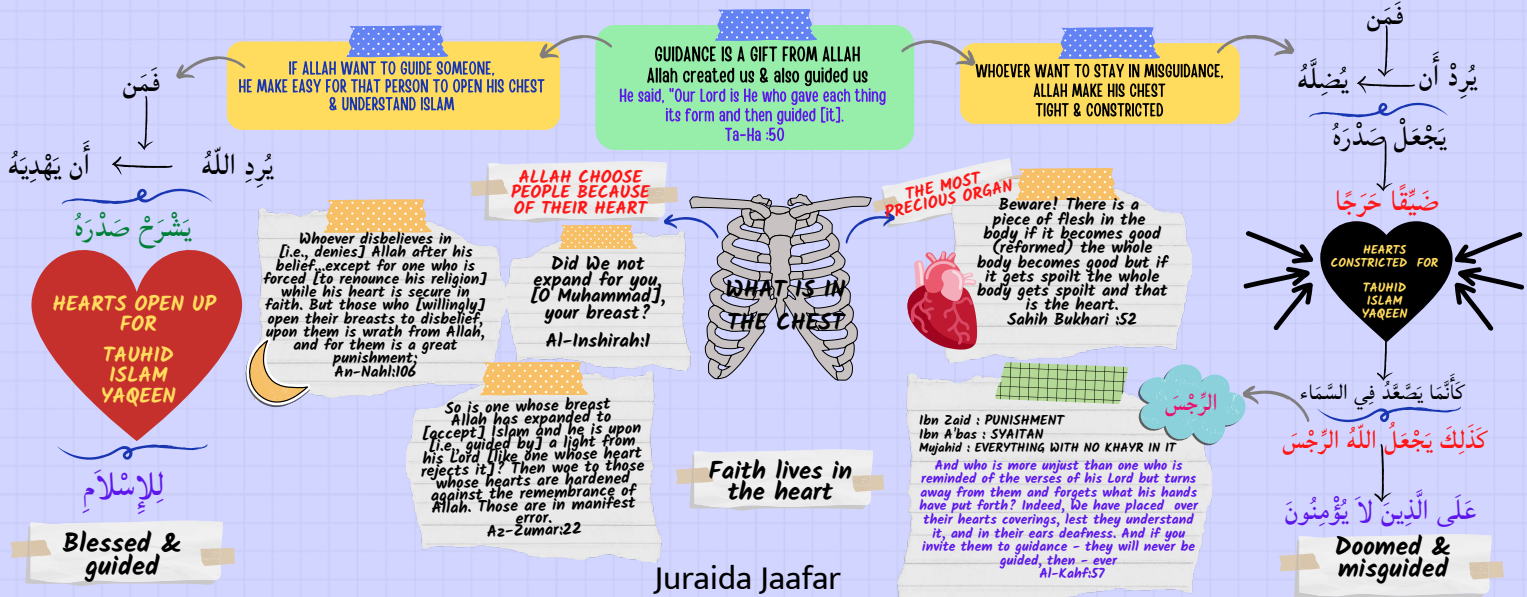 GUIDANCE IS A GIFT FROM ALLAH
Allah created us & also guided us
He said, "Our Lord is He who gave each thing
its form and then guided [it].
Ta-Ha :50
IF ALLAH WANT TO GUIDE SOMEONE,
HE MAKE EASY FOR THAT PERSON TO OPEN HIS CHEST
& UNDERSTAND ISLAM
فَمَن
يُرِدِ اللّهُ أَن يَهْدِيَهُ
يَشْرَحْ صَدْرَهُ
HEARTS OPEN UP
FOR
TAUHID
ISLAM
YAQEEN
لِلإِسْلاَمِ
Blessed &
guided
ALLAH CHOOSE
PEOPLE BECAUSE
OF THEIR HEART
Whoever disbelieves in
[i.e., denies] Allah after his
belief...except for one who is
forced [to renounce his religion]
while his heart is secure in
faith. But those who [willingly]
open their breasts to disbelief,
upon them is wrath from Allah,
and for them is a great
punishment;
An-Nahl:106
Did We not
expand for you,
[O Muhammad],
your breast?
Al-Inshirah:1
So is one whose breast
Allah has expanded to
[accept] Islam and he is upon
[i.e., guided by] a light from
his Lord [like one whose heart
rejects it]? Then woe to those
whose hearts are hardened
against the remembrance of
Allah. Those are in manifest
error.
Az-Zumar:22
WHAT IS IN
THE CHEST
Faith lives in
the heart
Juraida Jaafar
WHOEVER WANT TO STAY IN MISGUIDANCE,
ALLAH MAKE HIS CHEST
TIGHT & CONSTRICTED
THE MOST
PRECIOUS ORGAN
Beware! There is a
piece of flesh in the
body if it becomes good
(reformed) the whole
body becomes good but if
it gets spoilt the whole
body gets spoilt and that
is the heart.
Sahih Bukhari :52
فَمَن
يُرِدْ أَن يُضِلَّهُ
يَجْعَلْ صَدْرَهُ
ضَيِّقًا حَرَجًا
HEARTS
CONSTRICTED FOR
TAUHID
ISLAM
YAQEEN
كَأَنَّمَا يَصَّعَّدُ فِي السَّمَاء
كَذَلِكَ يَجْعَلُ اللّهُ الرِّجْسَ
عَلَى الَّذِينَ لاَ يُؤْمِنُونَ
Doomed &
misguided
الرِّجْسَ
Ibn Zaid : PUNISHMENT
Ibn A'bas : SYAITAN
Mujahid : EVERYTHING WITH NO KHAYR IN IT
And who is more unjust than one who is
reminded of the verses of his Lord but turns
away from them and forgets what his hands
have put forth? Indeed, We have placed over
their hearts coverings, lest they understand
it, and in their ears deafness. And if you
invite them to guidance - they will never be
guided, then - ever
Al-Kahf:57